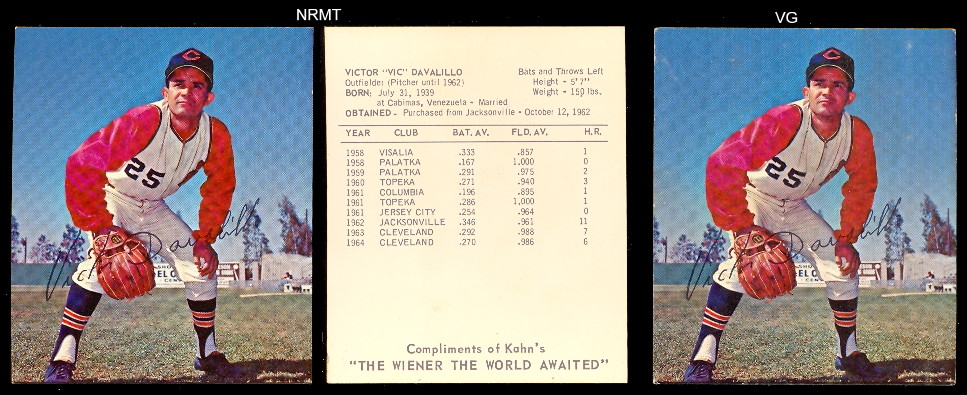 NRMT
VG
C
25
Vic Davalillo
VICTOR "VIC" DAVALILLO Bats and Throws Left
Outfielder (Pitcher until 1962) Height - 5'7"
BORN: July 31, 1939 Weight - 150 lbs.
at Cabimas, Venezuela - Married
OBTAINED - Purchased from Jacksonville - October 12, 1962
YEAR CLUB BAT. AV. FLD. AV. H.R.
1958 VISALIA .333 .857 1
1958 PALATKA .167 1.000 0
1959 PALATKA .291 .975 2
1960 TOPEKA .271 .940 3
1961 COLUMBIA .196 .895 1
1961 TOPEKA .286 1,000 1
1961 JERSEY CITY .254 .964 0
1962 JACKSONVILLE .346 .961 11
1963 CLEVELAND .292 .988 7
1964 CLEVELAND .270 .986 6
Compliments of Kahn's
"THE WIENER THE WORLD AWAITED"
C
25
Vic Davalillo